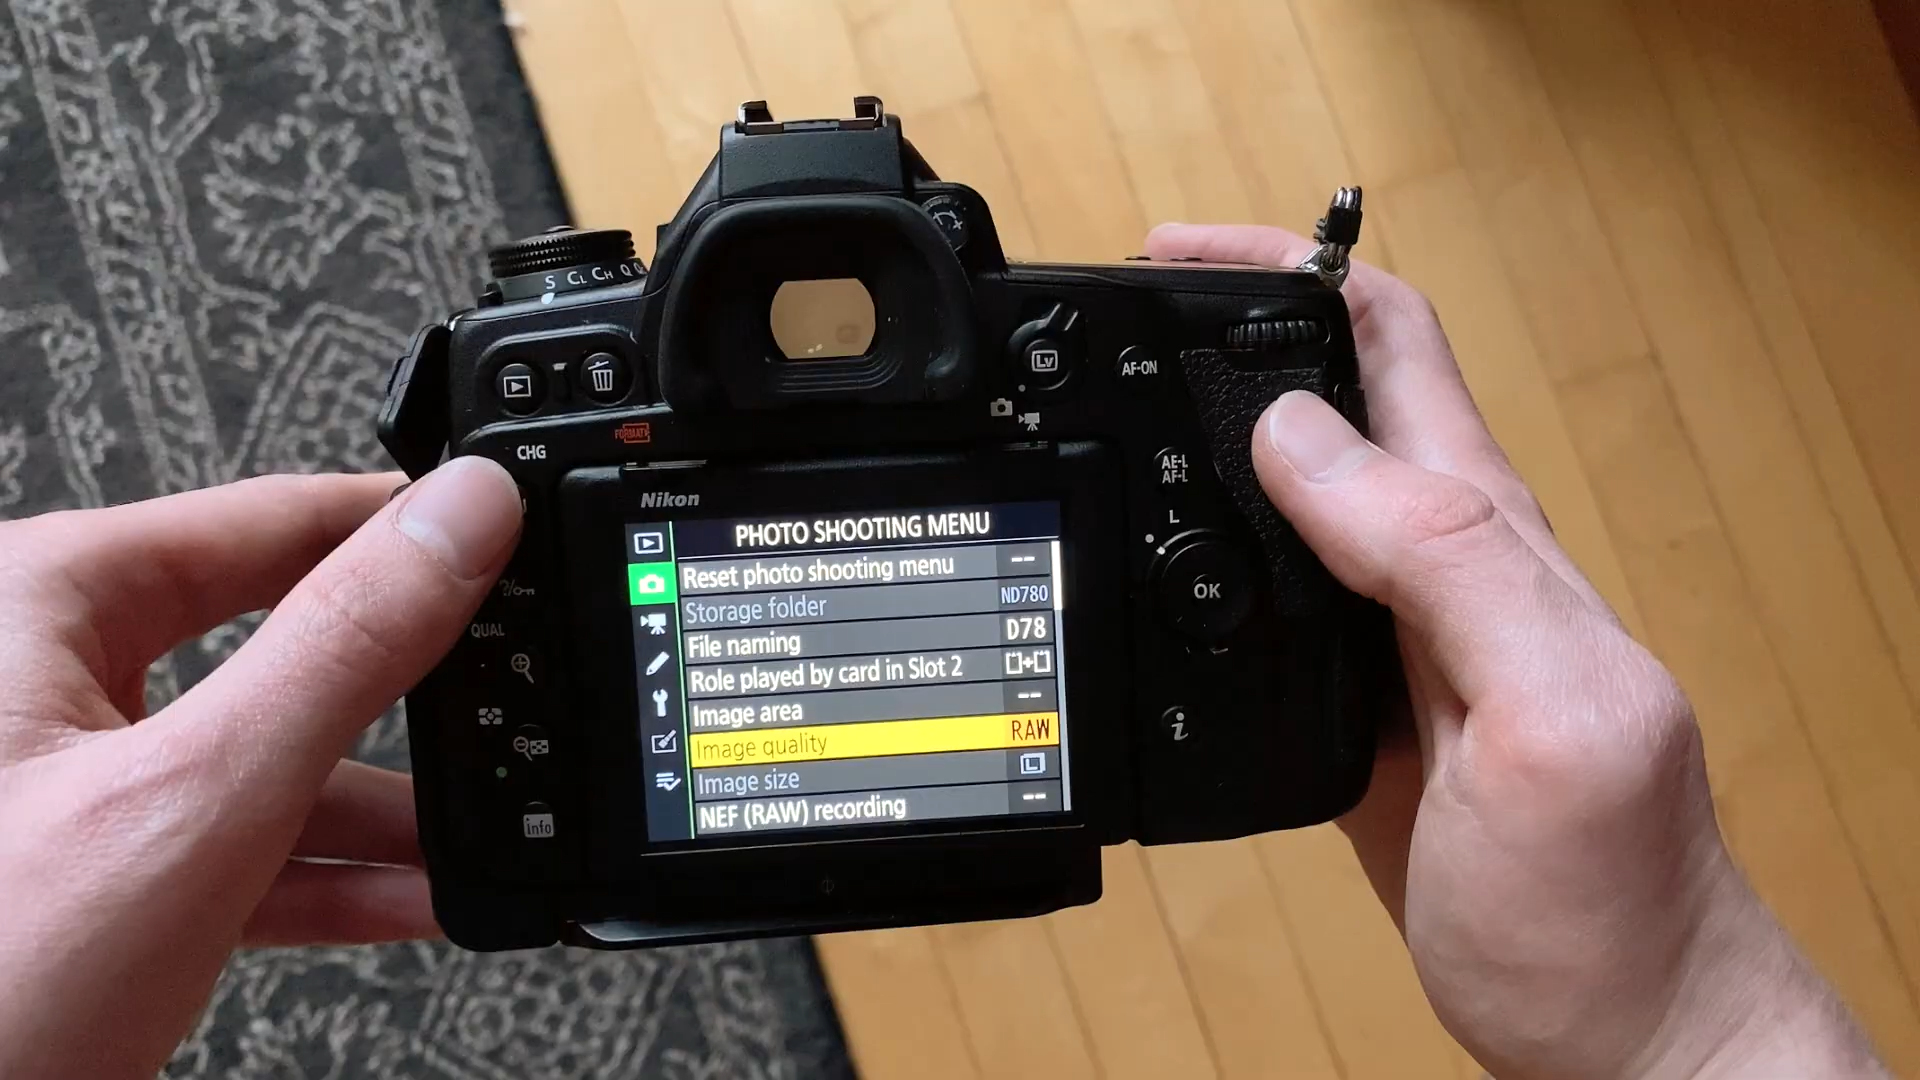 S CL CH Q
Lv
AF-ON
FORMAT
CHG
AE-L
AF-L
L
Nikon
PHOTO SHOOTING MENU
Reset photo shooting menu --
Storage folder ND780
File naming D78
Role played by card in Slot 2
Image area --
Image quality RAW
Image size L
NEF (RAW) recording --
OK
?/
QUAL
i
info